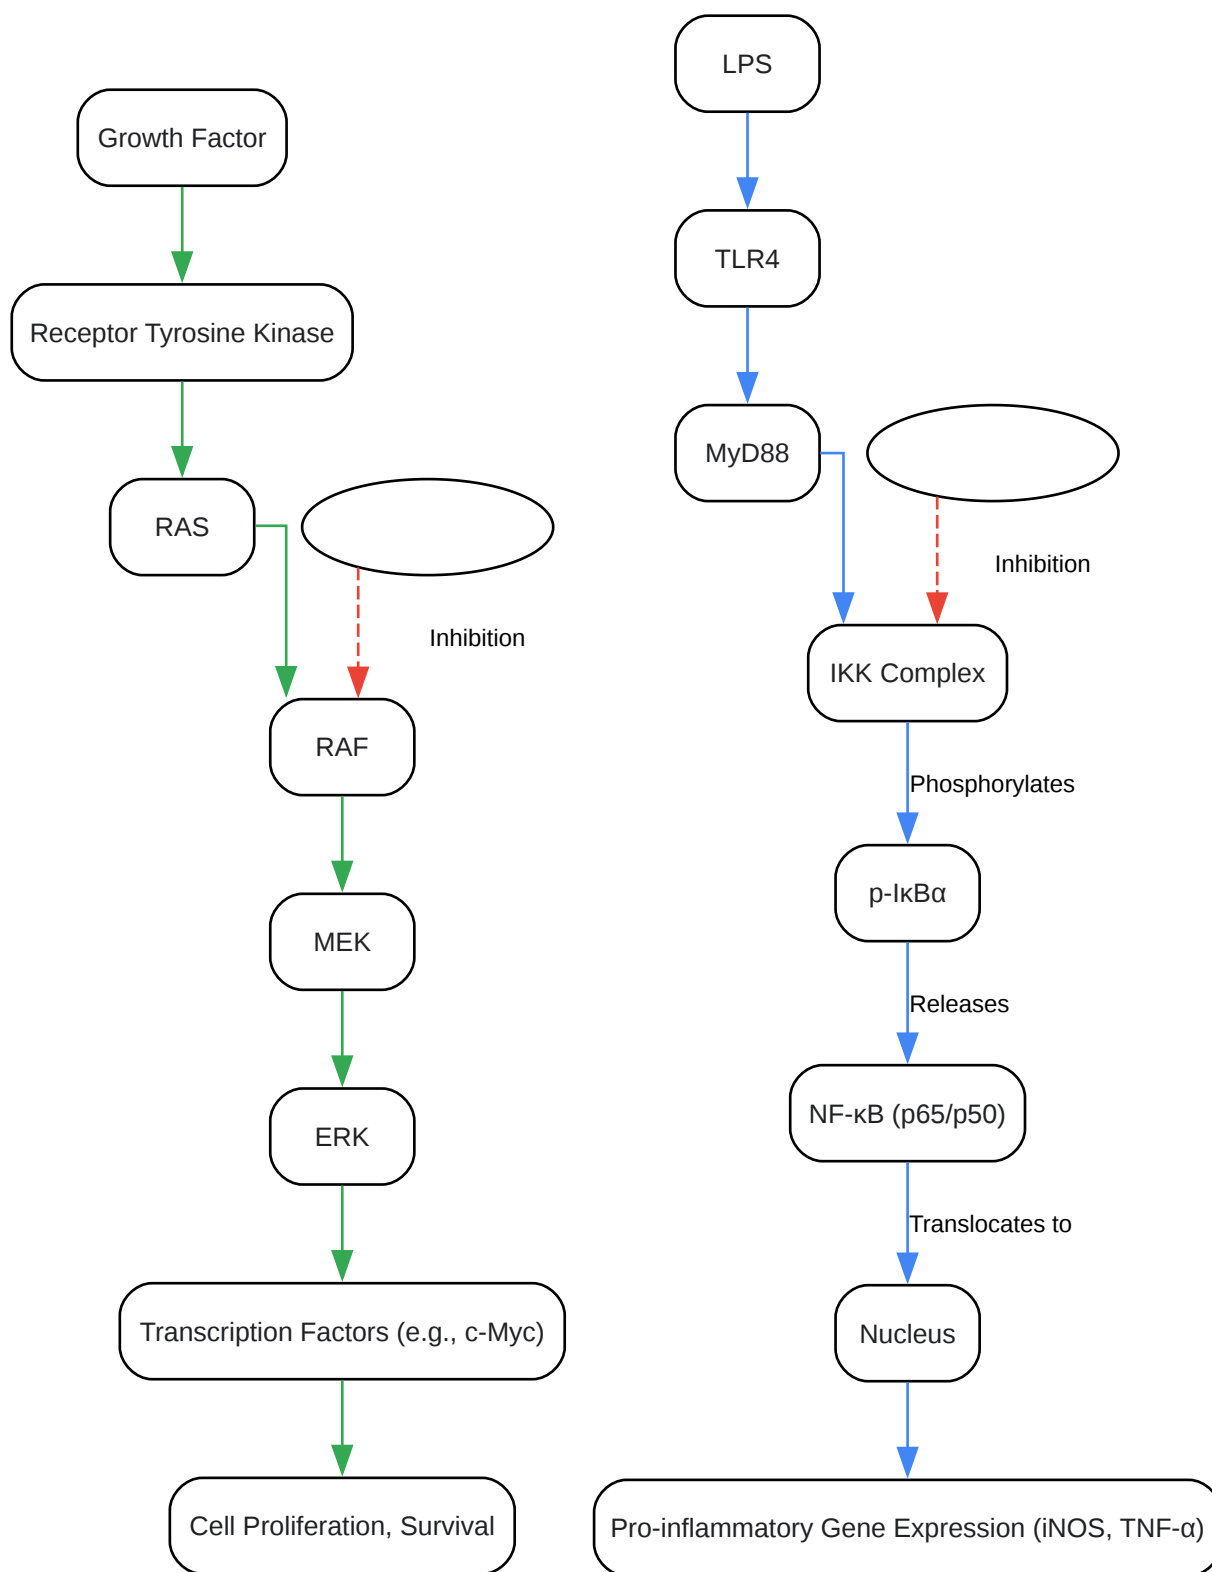 Growth Factor
Receptor Tyrosine Kinase
RAS
Inhibition
RAF
MEK
ERK
Transcription Factors (e.g., c-Myc)
Cell Proliferation, Survival
LPS
TLR4
MyD88
Inhibition
IKK Complex
Phosphorylates
p-IκBα
Releases
NF-κB (p65/p50)
Translocates to
Nucleus
Pro-inflammatory Gene Expression (iNOS, TNF-α)